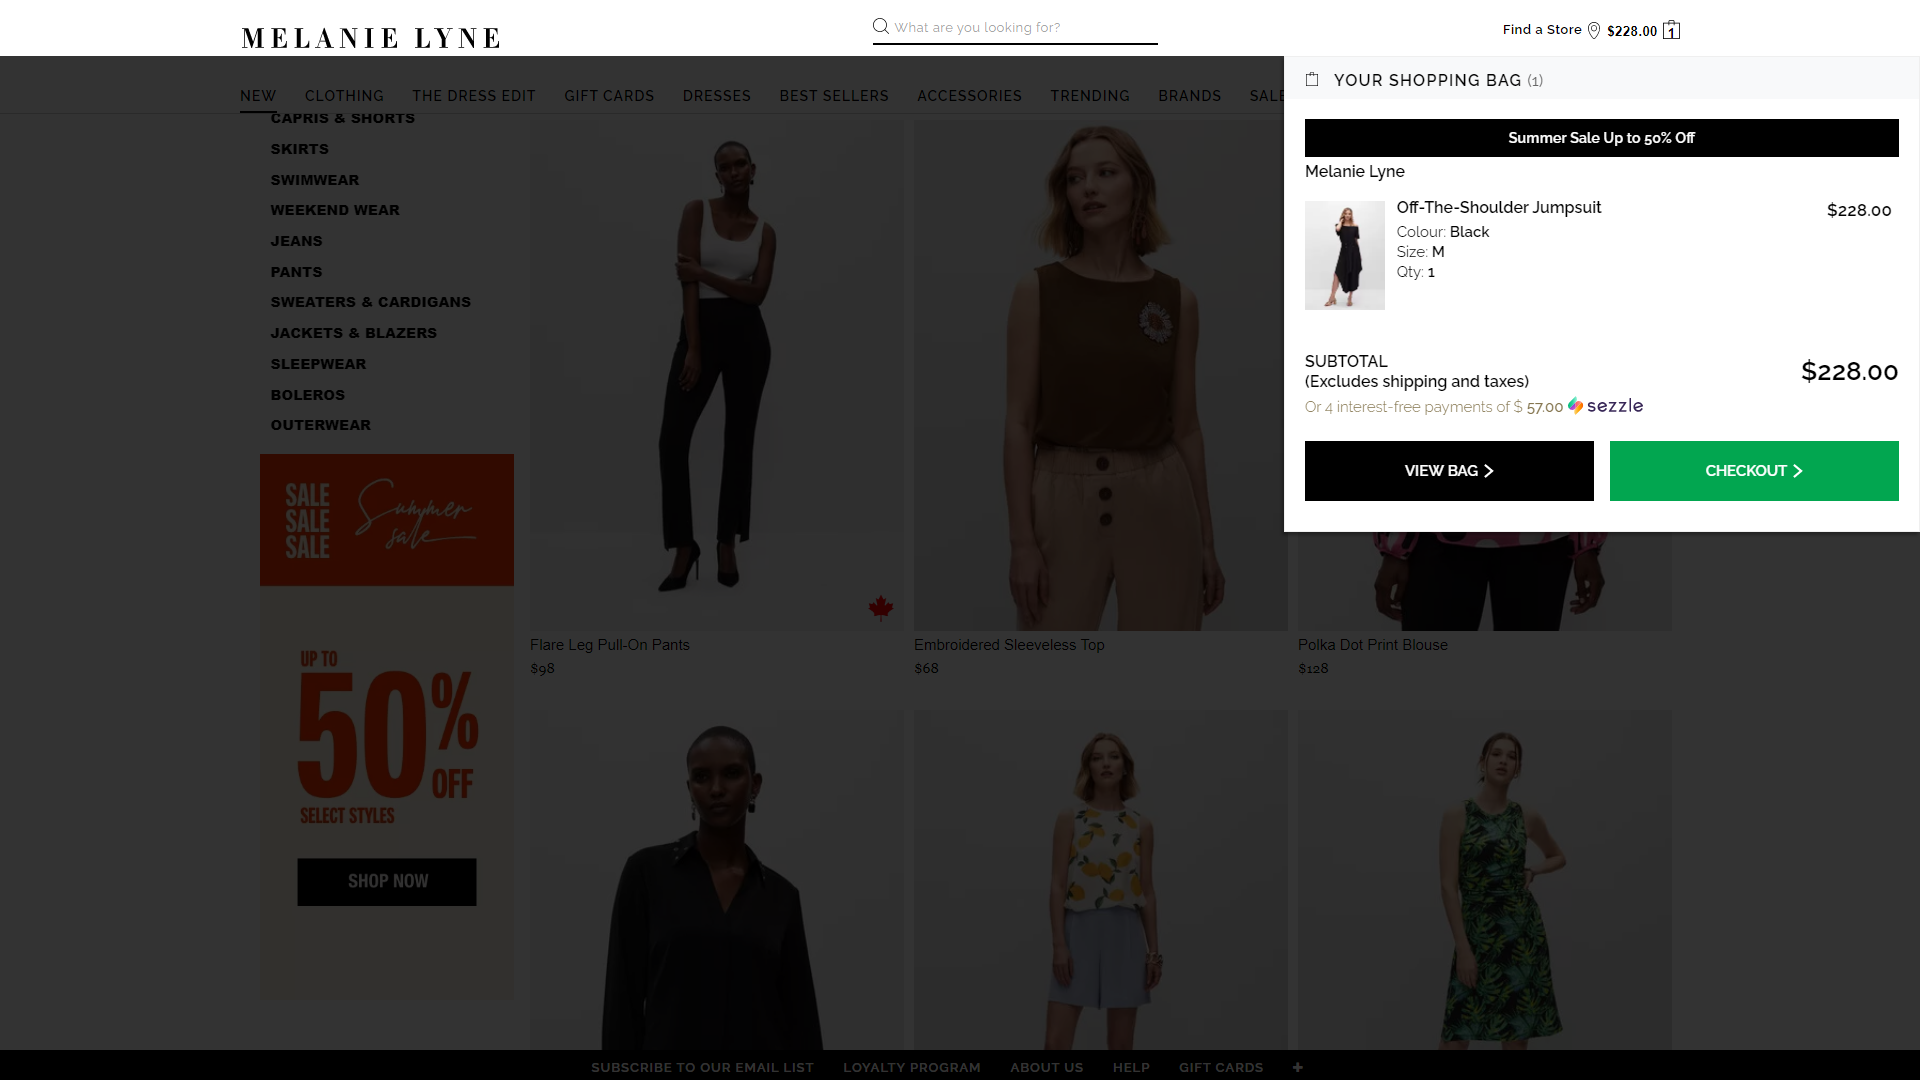 MELANIE LYNE
What are you looking for?
Find a Store
$228.00
1
NEW
CLOTHING
THE DRESS EDIT
GIFT CARDS
DRESSES
BEST SELLERS
ACCESSORIES
TRENDING
BRANDS
SALE
YOUR SHOPPING BAG (1)
Summer Sale Up to 50% Off
Melanie Lyne
Off-The-Shoulder Jumpsuit
$228.00
Colour: Black
Size: M
Qty: 1
SUBTOTAL
(Excludes shipping and taxes)
$228.00
Or 4 interest-free payments of $ 57.00 sezzle
VIEW BAG
CHECKOUT
CAPRIS & SHORTS
SKIRTS
SWIMWEAR
WEEKEND WEAR
JEANS
PANTS
SWEATERS & CARDIGANS
JACKETS & BLAZERS
SLEEPWEAR
BOLEROS
OUTERWEAR
SALE
SALE
SALE
Summer
sale
UP TO
50%
OFF
SELECT STYLES
SHOP NOW
Flare Leg Pull-On Pants
$98
Embroidered Sleeveless Top
$68
Polka Dot Print Blouse
$128
SUBSCRIBE TO OUR EMAIL LIST
LOYALTY PROGRAM
ABOUT US
HELP
GIFT CARDS
+